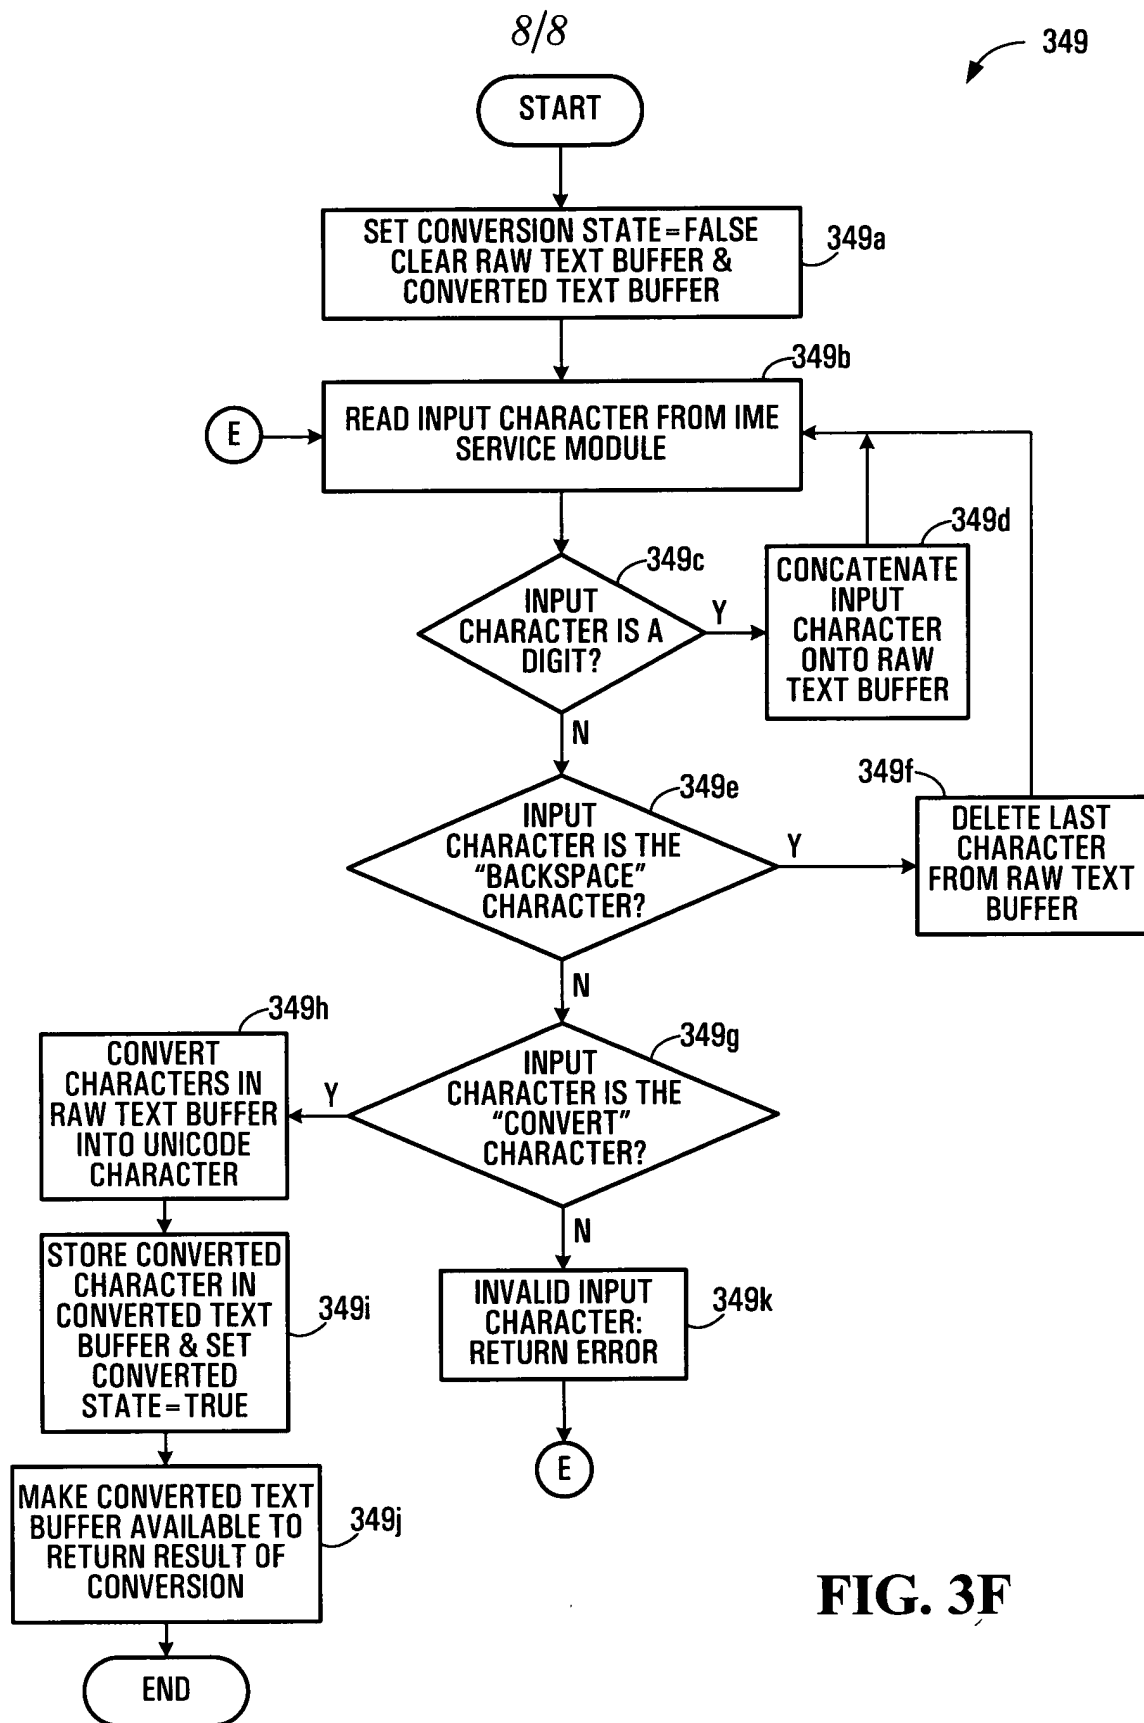 8/8
349
START
SET CONVERSION STATE=FALSE
CLEAR RAW TEXT BUFFER &
CONVERTED TEXT BUFFER
349a
349b
E
READ INPUT CHARACTER FROM IME
SERVICE MODULE
349c
INPUT
CHARACTER IS A
DIGIT?
Y
349d
CONCATENATE
INPUT
CHARACTER
ONTO RAW
TEXT BUFFER
N
349e
INPUT
CHARACTER IS THE
“BACKSPACE”
CHARACTER?
Y
349f
DELETE LAST
CHARACTER
FROM RAW TEXT
BUFFER
N
349g
INPUT
CHARACTER IS THE
“CONVERT”
CHARACTER?
Y
349h
CONVERT
CHARACTERS IN
RAW TEXT BUFFER
INTO UNICODE
CHARACTER
N
STORE CONVERTED
CHARACTER IN
CONVERTED TEXT
BUFFER & SET
CONVERTED
STATE=TRUE
349i
INVALID INPUT
CHARACTER:
RETURN ERROR
349k
E
MAKE CONVERTED TEXT
BUFFER AVAILABLE TO
RETURN RESULT OF
CONVERSION
349j
END
FIG. 3F